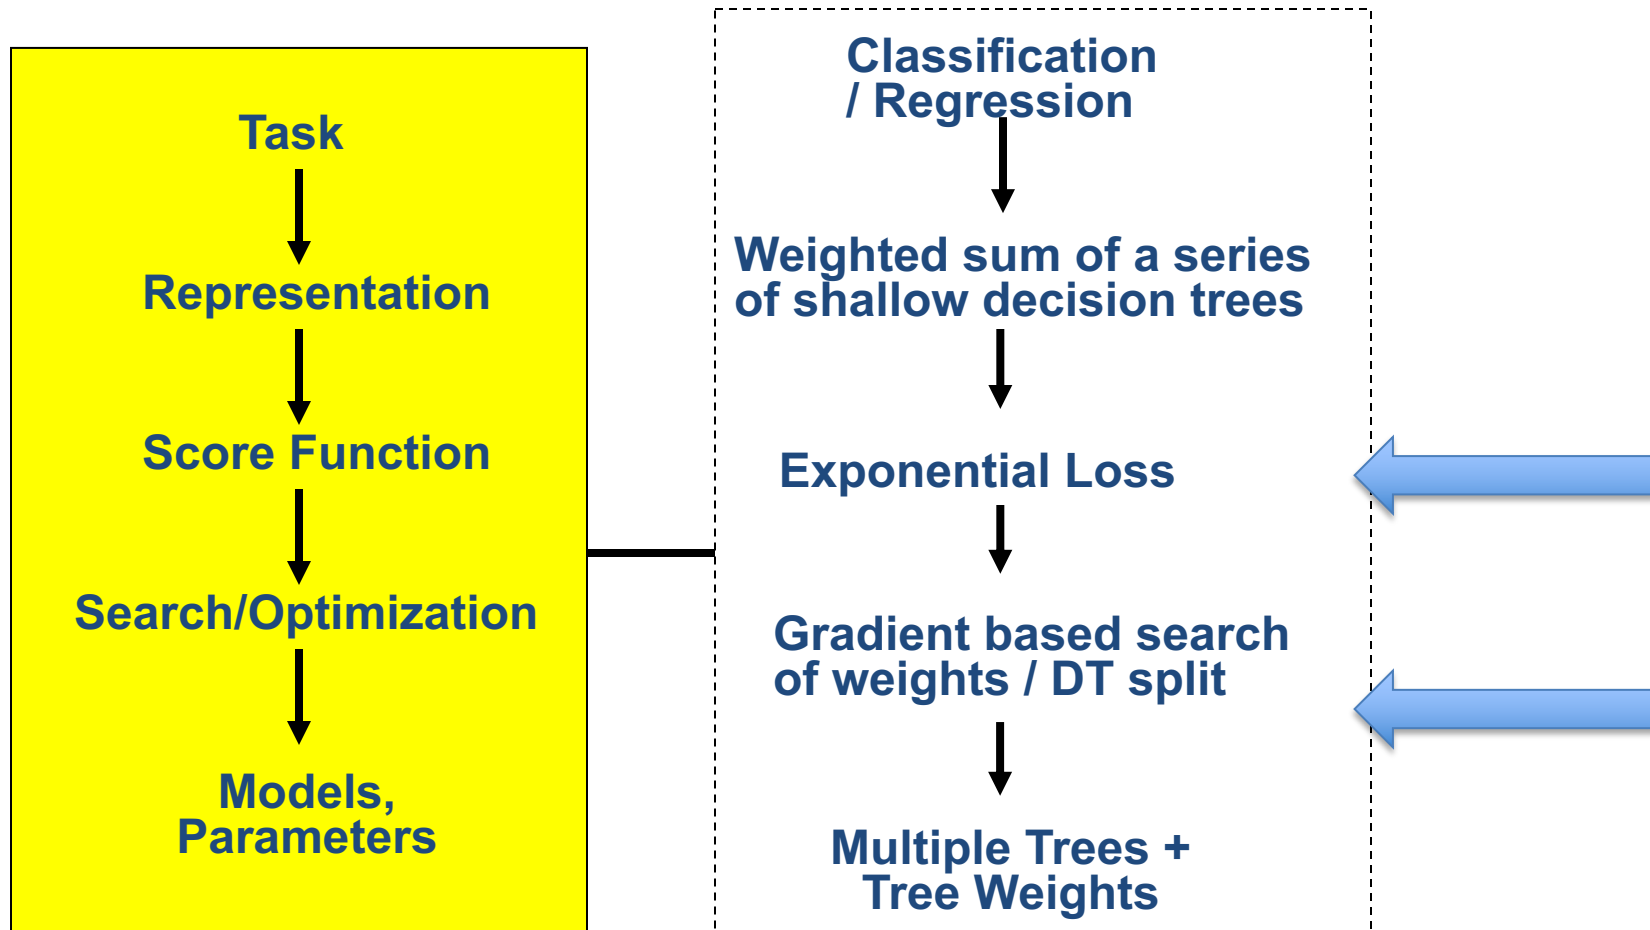 Task
Representation
Score Function
Search/Optimization
Models,
Parameters
Classification
/ Regression
Weighted sum of a series
of shallow decision trees
Exponential Loss
Gradient based search
of weights / DT split
Multiple Trees +
Tree Weights